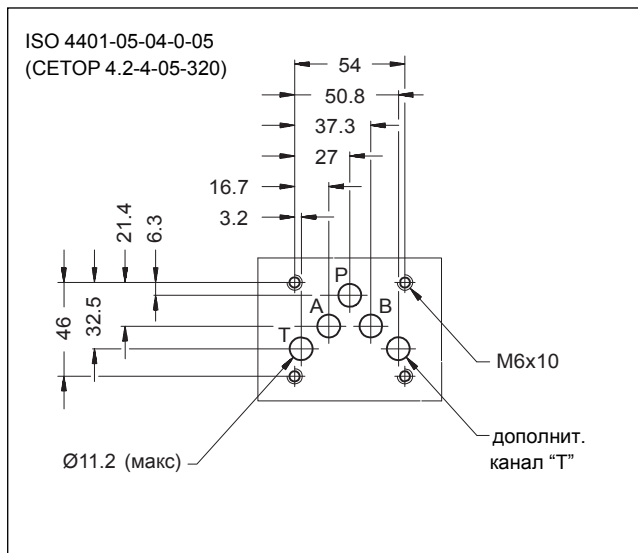 ISO 4401-05-04-0-05
(CETOP 4.2-4-05-320)
54
50.8
37.3
27
16.7
3.2
21.4
6.3
46
32.5
P
A
B
T
M6x10
Ø11.2 (макс)
дополнит.
канал “T”